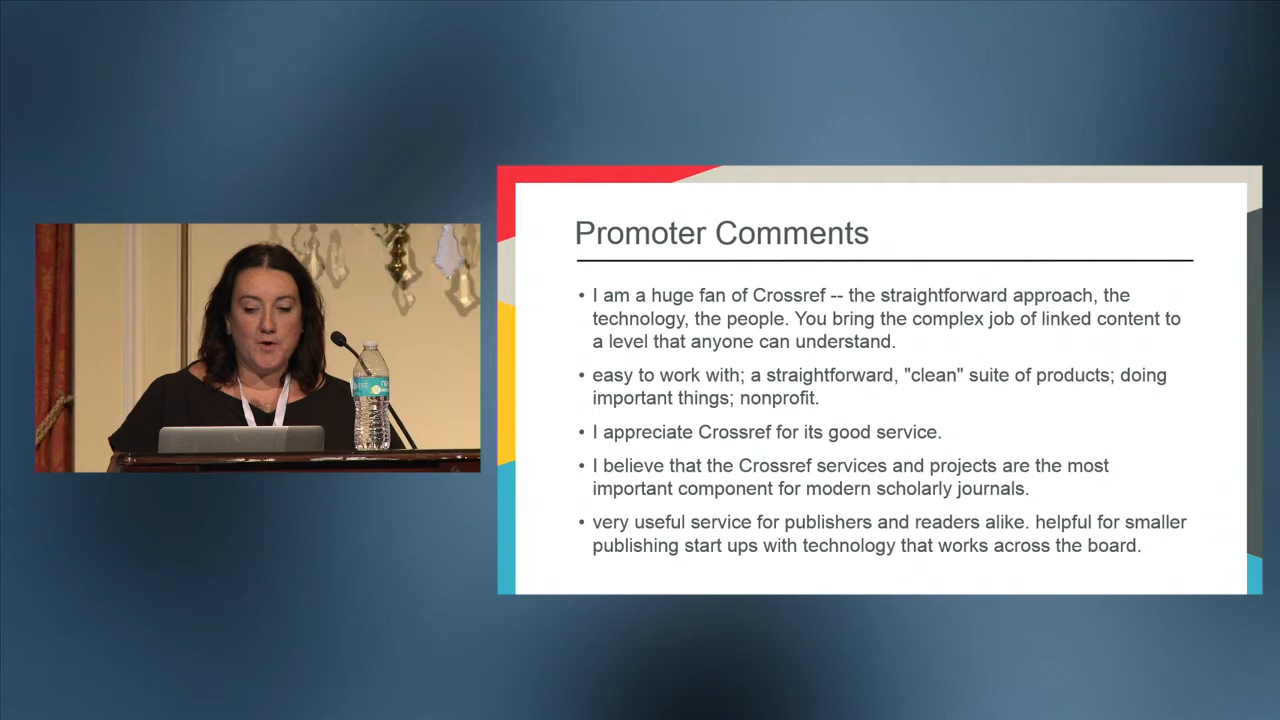 Promoter Comments
• I am a huge fan of Crossref -- the straightforward approach, the
technology, the people. You bring the complex job of linked content to
a level that anyone can understand.
• easy to work with; a straightforward, "clean" suite of products; doing
important things; nonprofit.
• I appreciate Crossref for its good service.
• I believe that the Crossref services and projects are the most
important component for modern scholarly journals.
• very useful service for publishers and readers alike. helpful for smaller
publishing start ups with technology that works across the board.